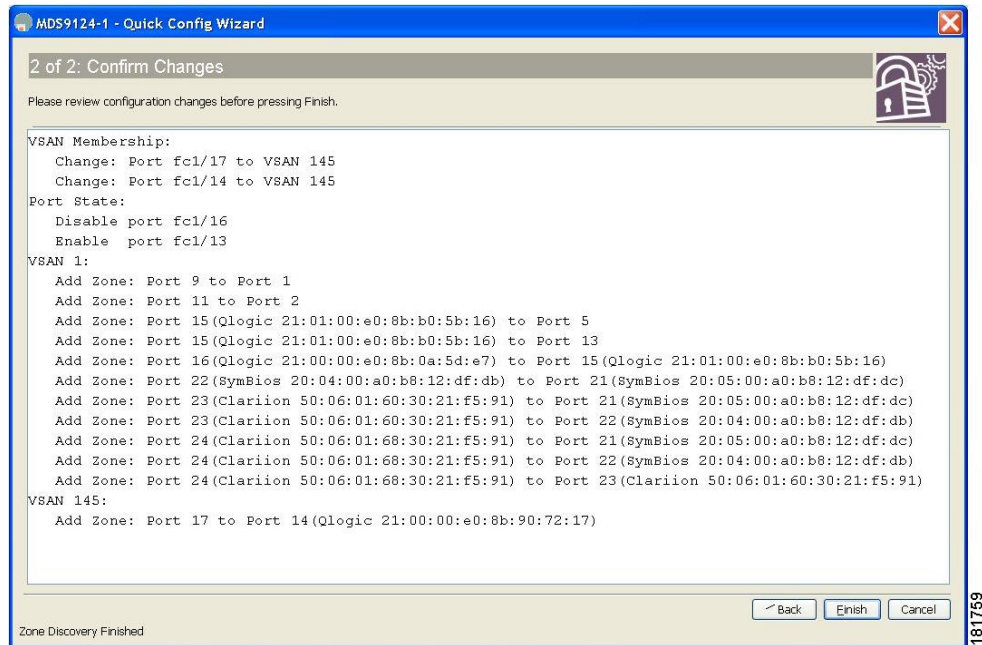 MDS9124-1 - Quick Config Wizard
2 of 2: Confirm Changes
Please review configuration changes before pressing Finish.
VSAN Membership:
Change: Port fc1/17 to VSAN 145
Change: Port fc1/14 to VSAN 145
Port State:
Disable port fc1/16
Enable port fc1/13
VSAN 1:
Add Zone: Port 9 to Port 1
Add Zone: Port 11 to Port 2
Add Zone: Port 15(Qlogic 21:01:00:e0:8b:b0:5b:16) to Port 5
Add Zone: Port 15(Qlogic 21:01:00:e0:8b:b0:5b:16) to Port 13
Add Zone: Port 16(Qlogic 21:00:00:e0:8b:0a:5d:e7) to Port 15(Qlogic 21:01:00:e0:8b:b0:5b:16)
Add Zone: Port 22(SymBios 20:04:00:a0:b8:12:df:db) to Port 21(SymBios 20:05:00:a0:b8:12:df:dc)
Add Zone: Port 23(Clariion 50:06:01:60:30:21:f5:91) to Port 21(SymBios 20:05:00:a0:b8:12:df:dc)
Add Zone: Port 23(Clariion 50:06:01:60:30:21:f5:91) to Port 22(SymBios 20:04:00:a0:b8:12:df:db)
Add Zone: Port 24(Clariion 50:06:01:68:30:21:f5:91) to Port 21(SymBios 20:05:00:a0:b8:12:df:dc)
Add Zone: Port 24(Clariion 50:06:01:68:30:21:f5:91) to Port 22(SymBios 20:04:00:a0:b8:12:df:db)
Add Zone: Port 24(Clariion 50:06:01:68:30:21:f5:91) to Port 23(Clariion 50:06:01:60:30:21:f5:91)
VSAN 145:
Add Zone: Port 17 to Port 14(Qlogic 21:00:00:e0:8b:90:72:17)
Back Finish Cancel
Zone Discovery Finished
181759